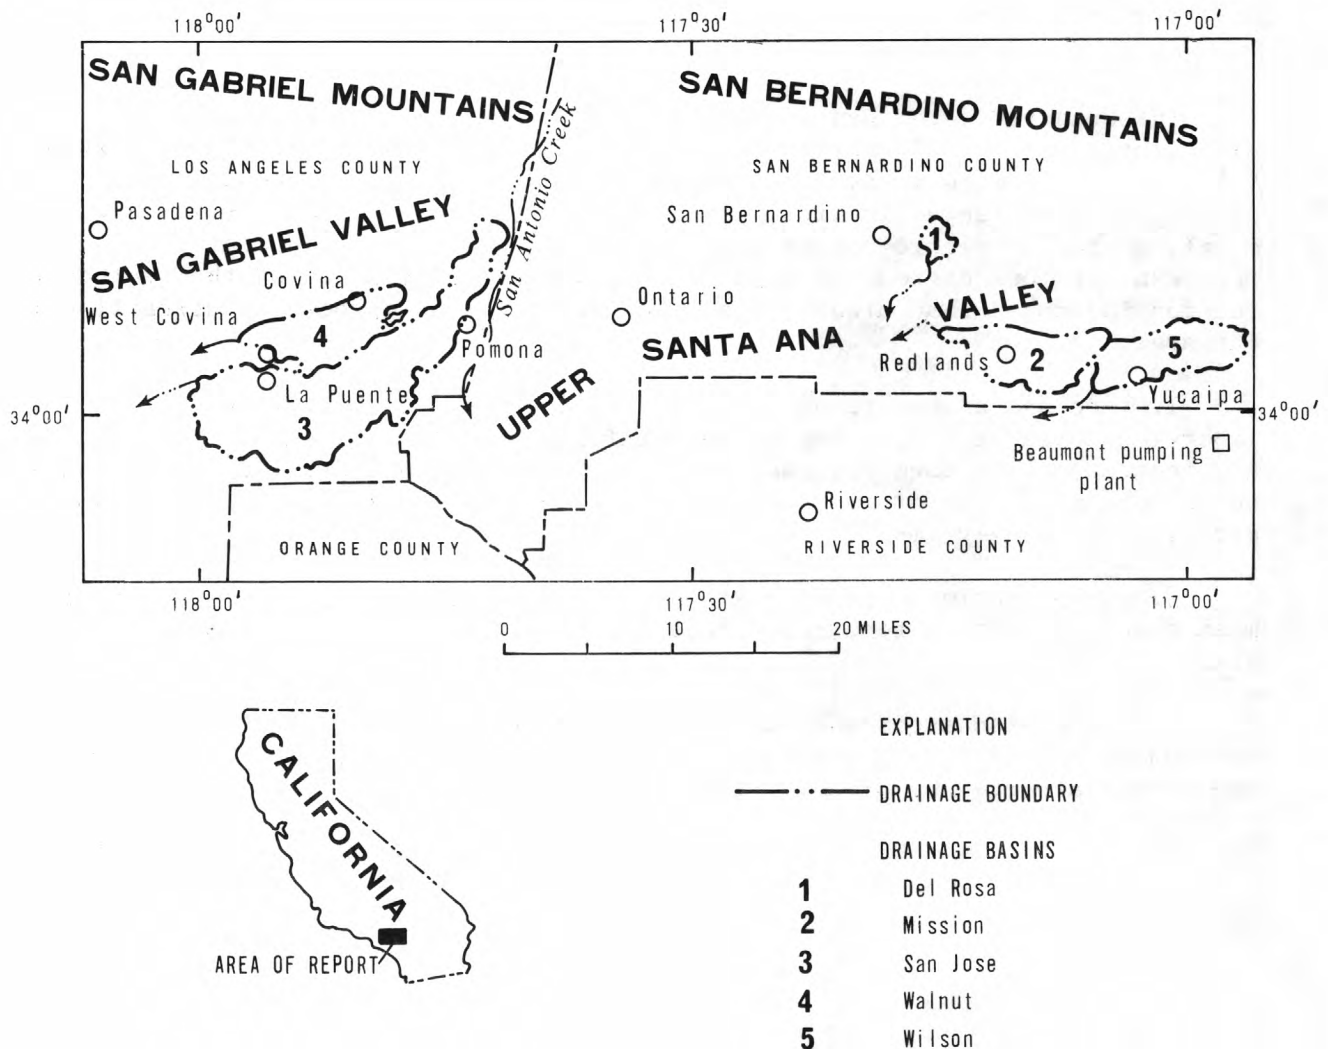 118°00′ 117°30′ 117°00′
SAN GABRIEL MOUNTAINS
SAN BERNARDINO MOUNTAINS
San Antonio Creek
LOS ANGELES COUNTY
SAN BERNARDINO COUNTY
Pasadena
SAN GABRIEL VALLEY
San Bernardino
1
Covina
Ontario
West Covina
4
Pomona
UPPER SANTA ANA VALLEY
Redlands
2
5
La Puente
Yucaipa
3
34°00′ 34°00′
Beaumont pumping
plant
Riverside
ORANGE COUNTY
RIVERSIDE COUNTY
118°00′ 117°30′ 117°00′
0 10 20 MILES
CALIFORNIA
AREA OF REPORT
EXPLANATION
DRAINAGE BOUNDARY
DRAINAGE BASINS
1 Del Rosa
2 Mission
3 San Jose
4 Walnut
5 Wilson